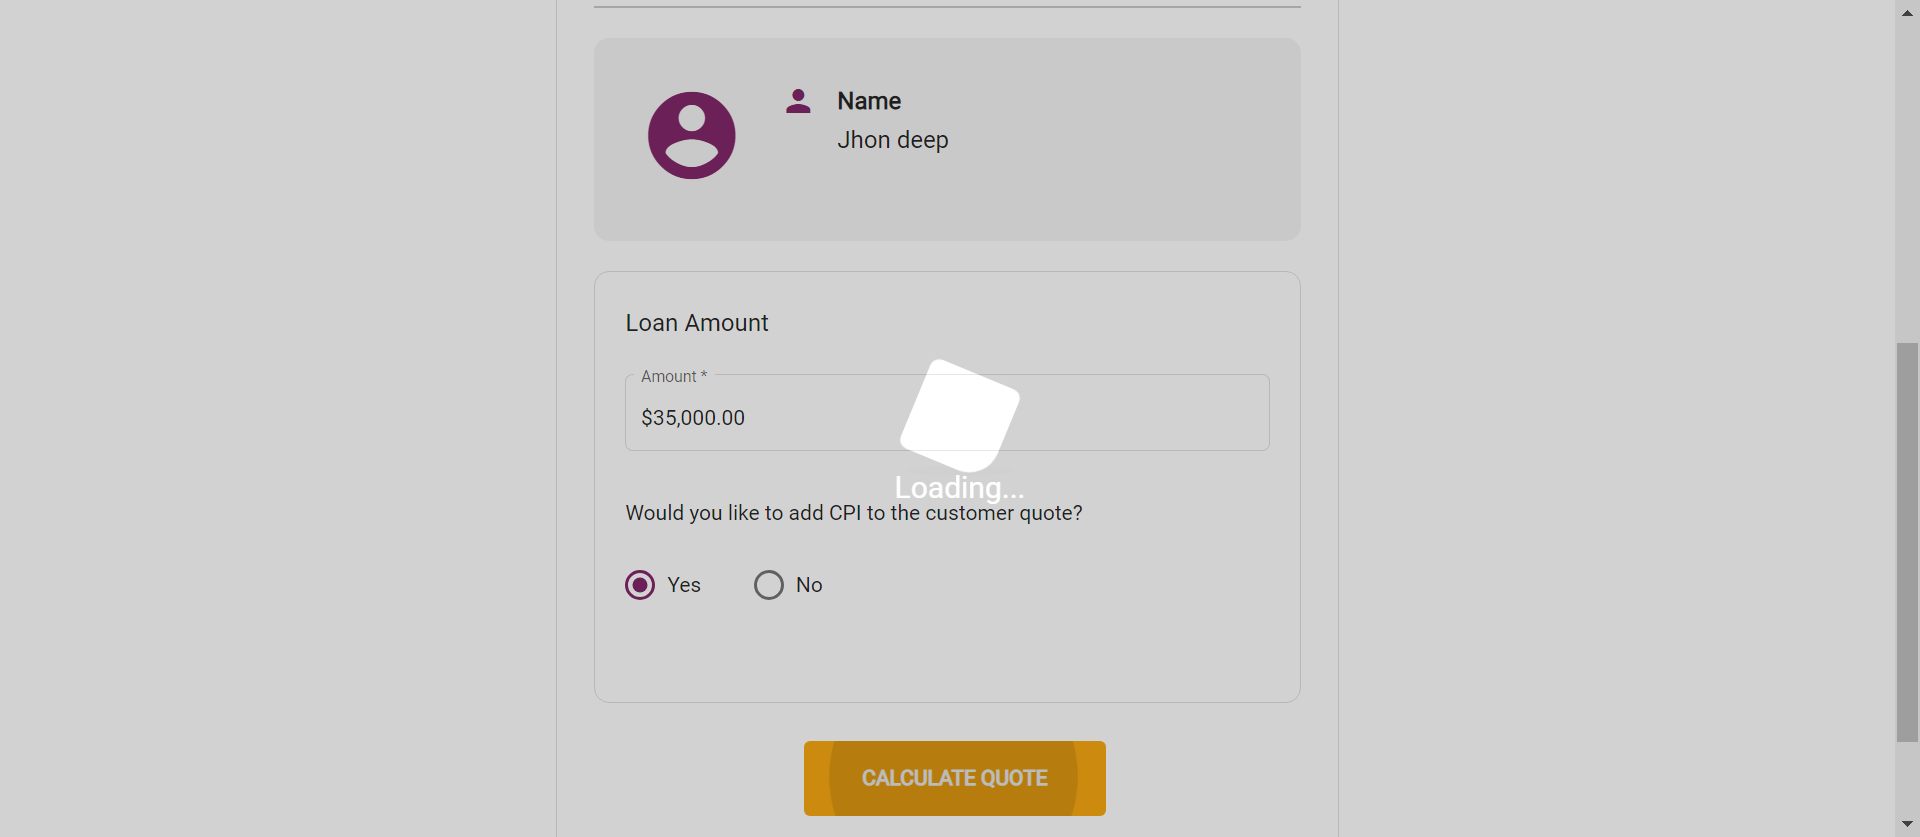 Name
Jhon deep
Loan Amount
Amount *
$35,000.00
Loading...
Would you like to add CPI to the customer quote?
Yes No
CALCULATE QUOTE